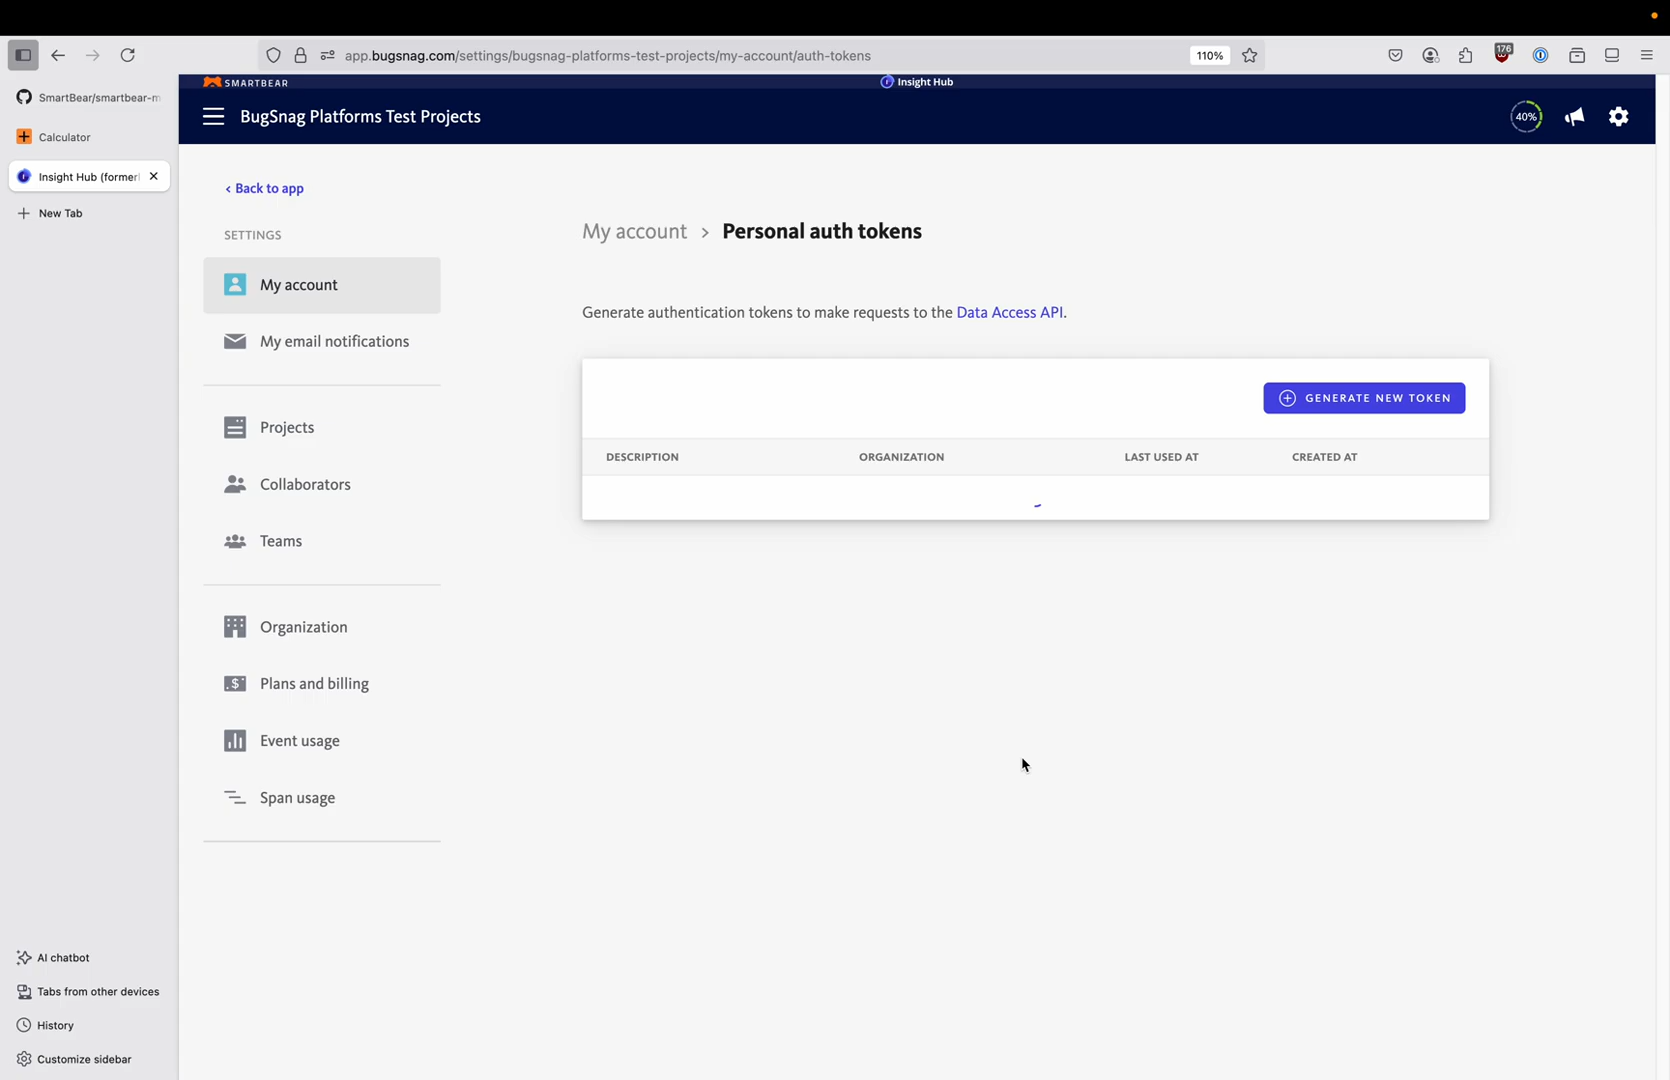 app.bugsnag.com/settings/bugsnag-platforms-test-projects/my-account/auth-tokens
110%
176
SmartBear/smartbear-m
Calculator
Insight Hub (former
New Tab
SMARTBEAR
Insight Hub
BugSnag Platforms Test Projects
40%
‹ Back to app
SETTINGS
My account
My email notifications
Projects
Collaborators
Teams
Organization
Plans and billing
Event usage
Span usage
My account › Personal auth tokens
Generate authentication tokens to make requests to the Data Access API.
GENERATE NEW TOKEN
DESCRIPTION ORGANIZATION LAST USED AT CREATED AT
AI chatbot
Tabs from other devices
History
Customize sidebar